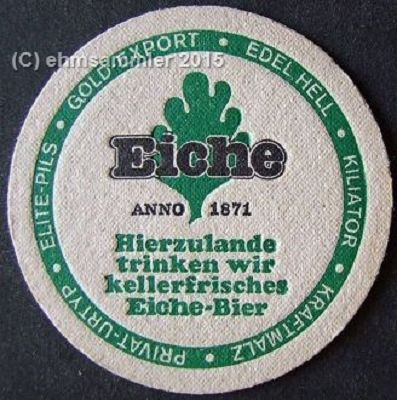 (C) ehmsammler 2015
ELITE-PILS • GOLD-EXPORT • EDEL HELL • KILIATOR • KRAFTMALZ • PRIVAT-URTYP •
Eiche
ANNO 1871
Hierzulande
trinken wir
kellerfrisches
Eiche-Bier